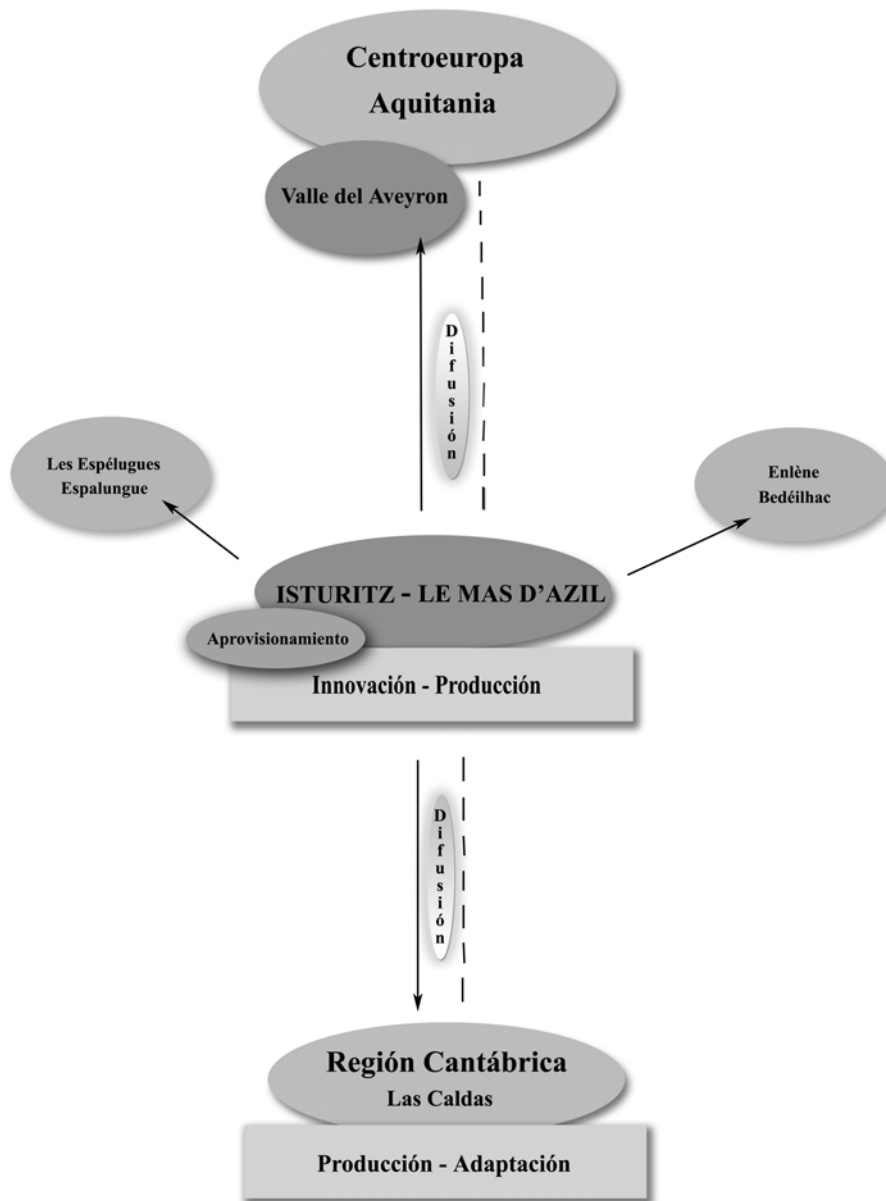 Centroeuropa
Aquitania
Valle del Aveyron
Difusión
Les Espélugues
Espalungue
Enlène
Bedéilhac
ISTURITZ - LE MAS D'AZIL
Aprovisionamiento
Innovación - Producción
Difusión
Región Cantábrica
Las Caldas
Producción - Adaptación